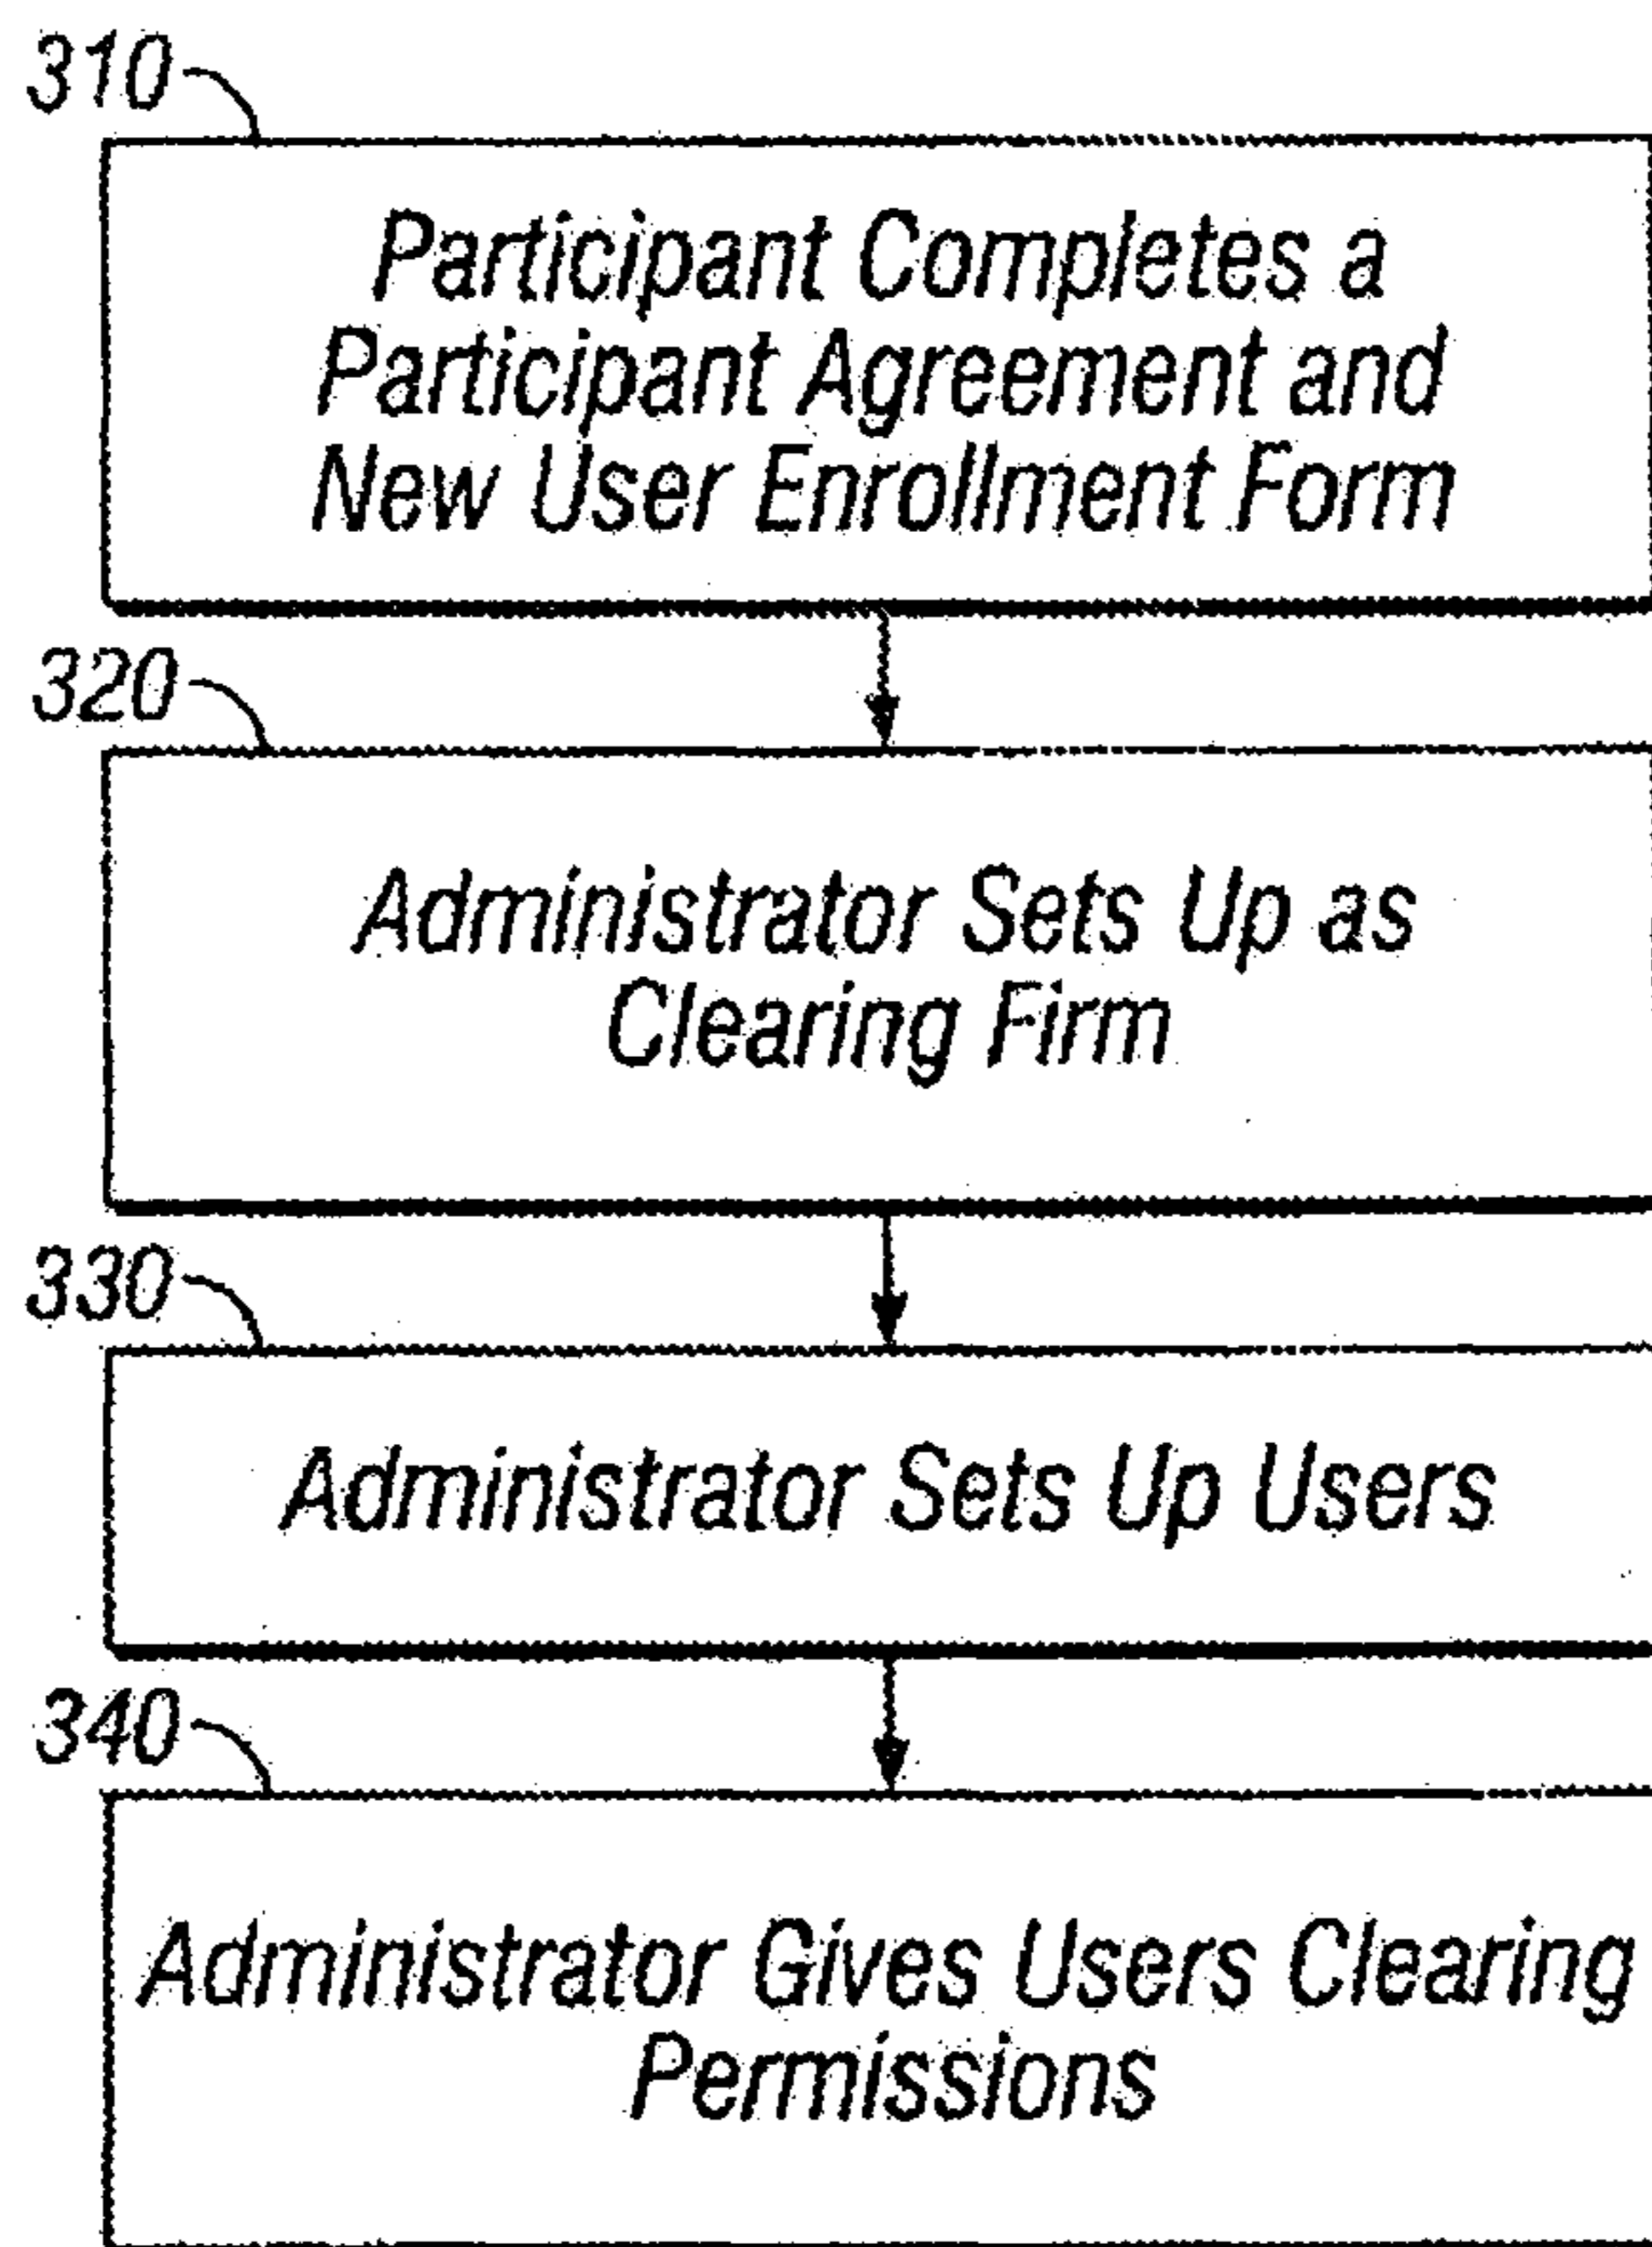 310
Participant Completes a
Participant Agreement and
New User Enrollment Form
320
Administrator Sets Up as
Clearing Firm
330
Administrator Sets Up Users
340
Administrator Gives Users Clearing
Permissions